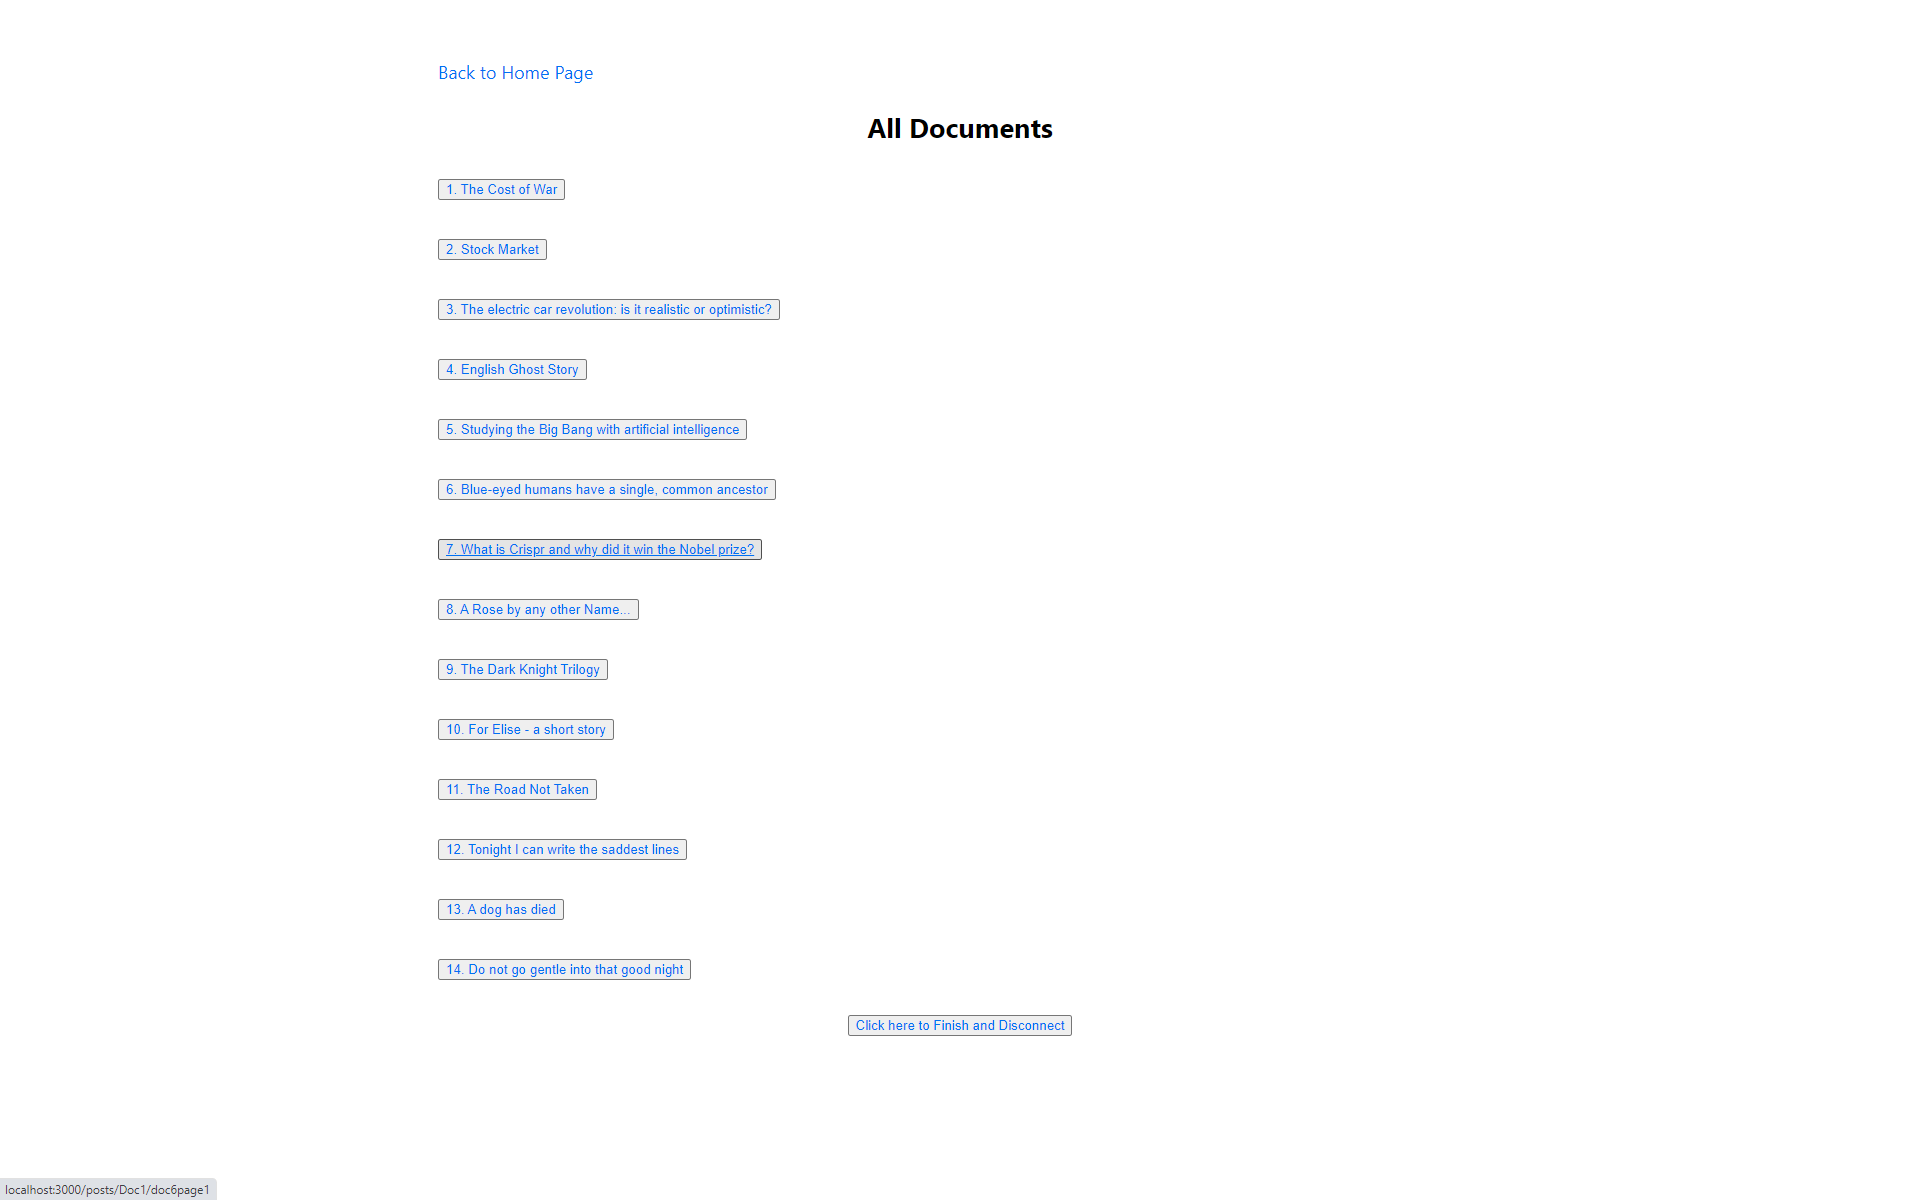 Back to Home Page
All Documents
1. The Cost of War
2. Stock Market
3. The electric car revolution: is it realistic or optimistic?
4. English Ghost Story
5. Studying the Big Bang with artificial intelligence
6. Blue-eyed humans have a single, common ancestor
7. What is Crispr and why did it win the Nobel prize?
8. A Rose by any other Name...
9. The Dark Knight Trilogy
10. For Elise - a short story
11. The Road Not Taken
12. Tonight I can write the saddest lines
13. A dog has died
14. Do not go gentle into that good night
Click here to Finish and Disconnect
localhost:3000/posts/Doc1/doc6page1